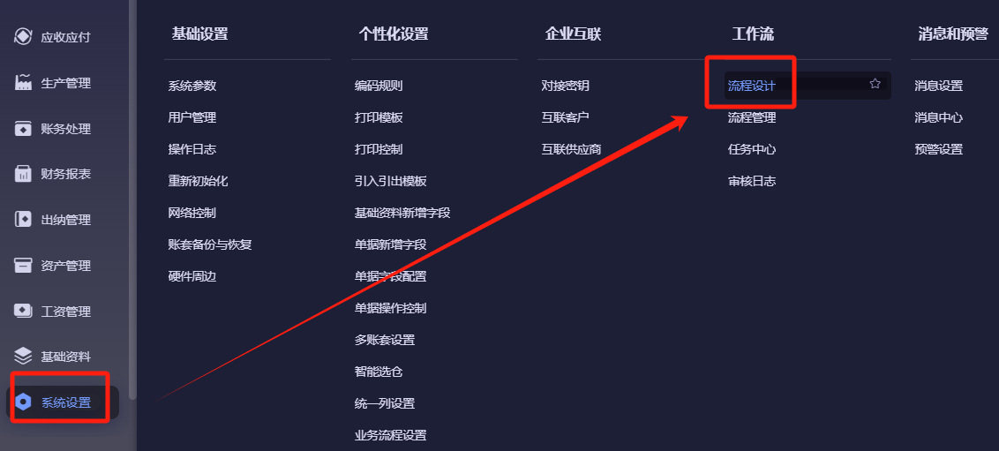 应收应付
生产管理
账务处理
财务报表
出纳管理
资产管理
工资管理
基础资料
系统设置
基础设置
系统参数
用户管理
操作日志
重新初始化
网络控制
账套备份与恢复
硬件周边
个性化设置
编码规则
打印模板
打印控制
引入引出模板
基础资料新增字段
单据新增字段
单据字段配置
单据操作控制
多账套设置
智能选仓
统一列设置
业务流程设置
企业互联
对接密钥
互联客户
互联供应商
工作流
流程设计
流程管理
任务中心
审核日志
消息和预警
消息设置
消息中心
预警设置